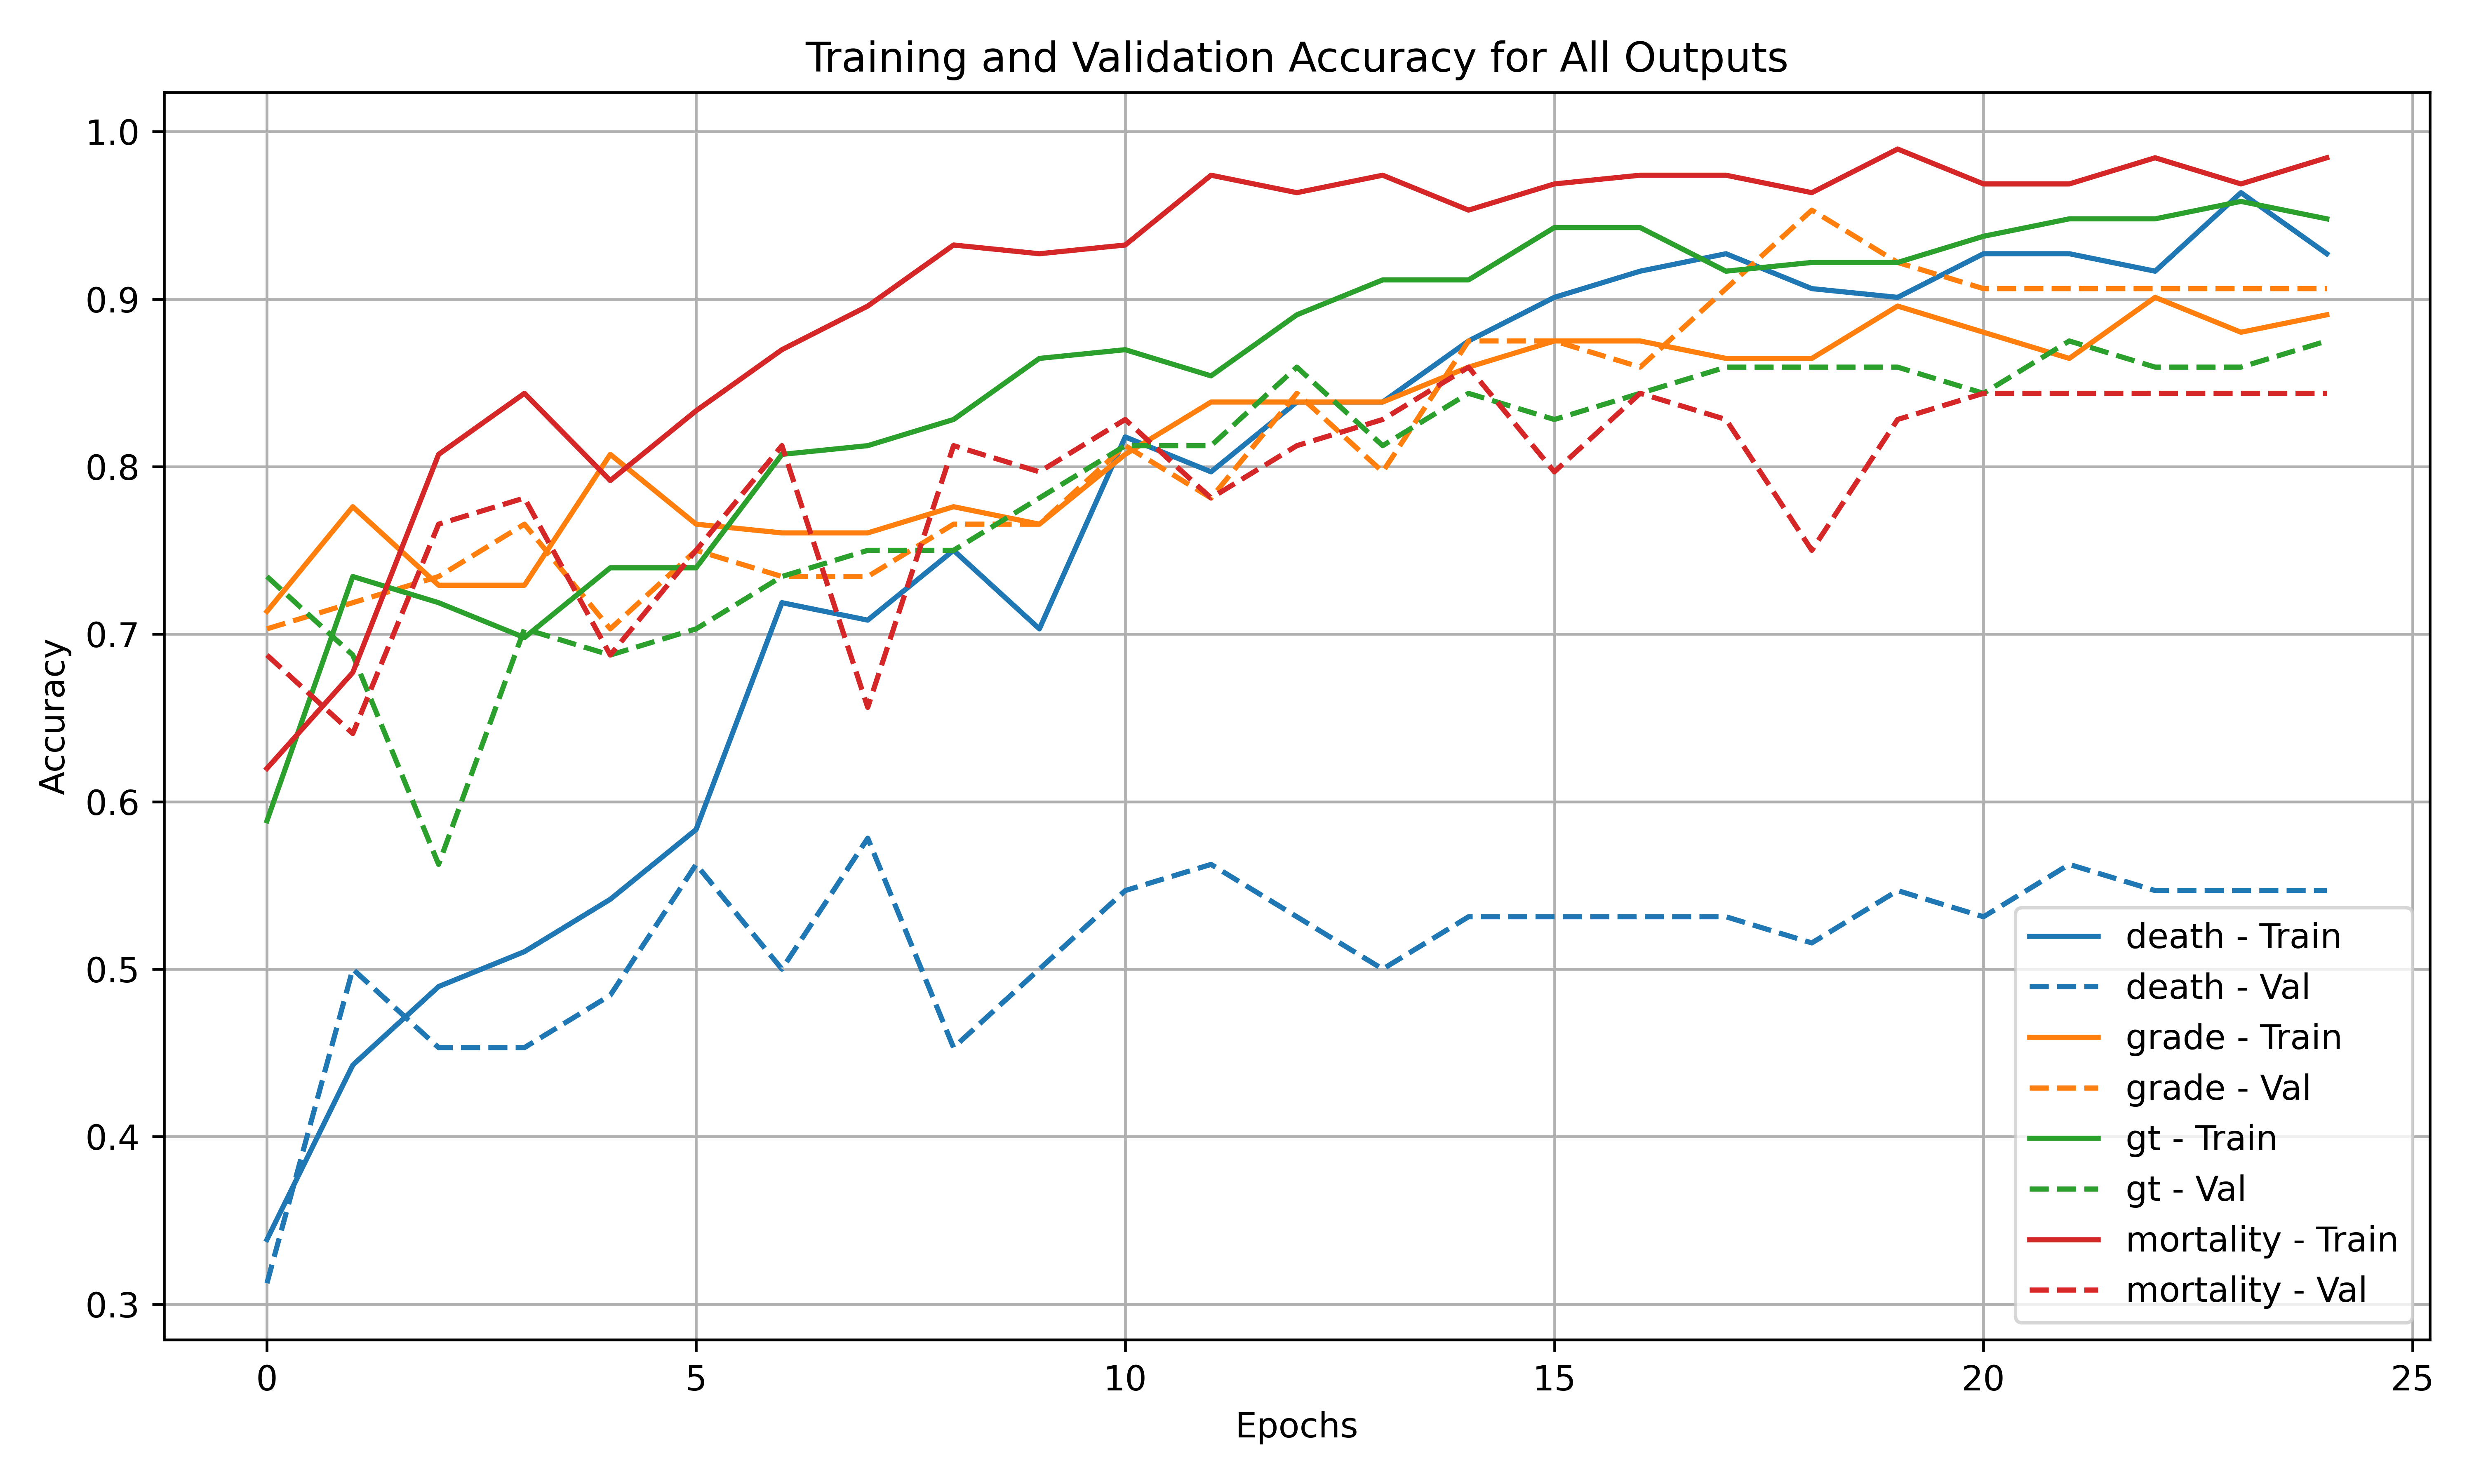 Training and Validation Accuracy for All Outputs
1.0
0.9
0.8
0.7
0.6
0.5
0.4
0.3
Accuracy
death - Train
death - Val
grade - Train
grade - Val
gt - Train
gt - Val
mortality - Train
mortality - Val
0 5 10 15 20 25
Epochs